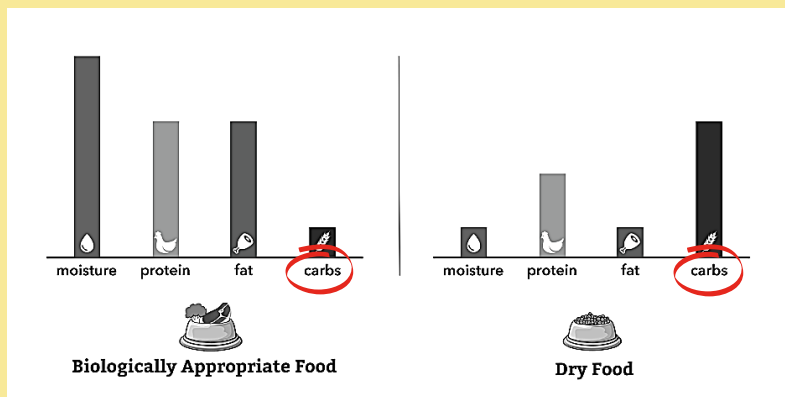 moisture protein fat carbs
moisture protein fat carbs
Biologically Appropriate Food
Dry Food